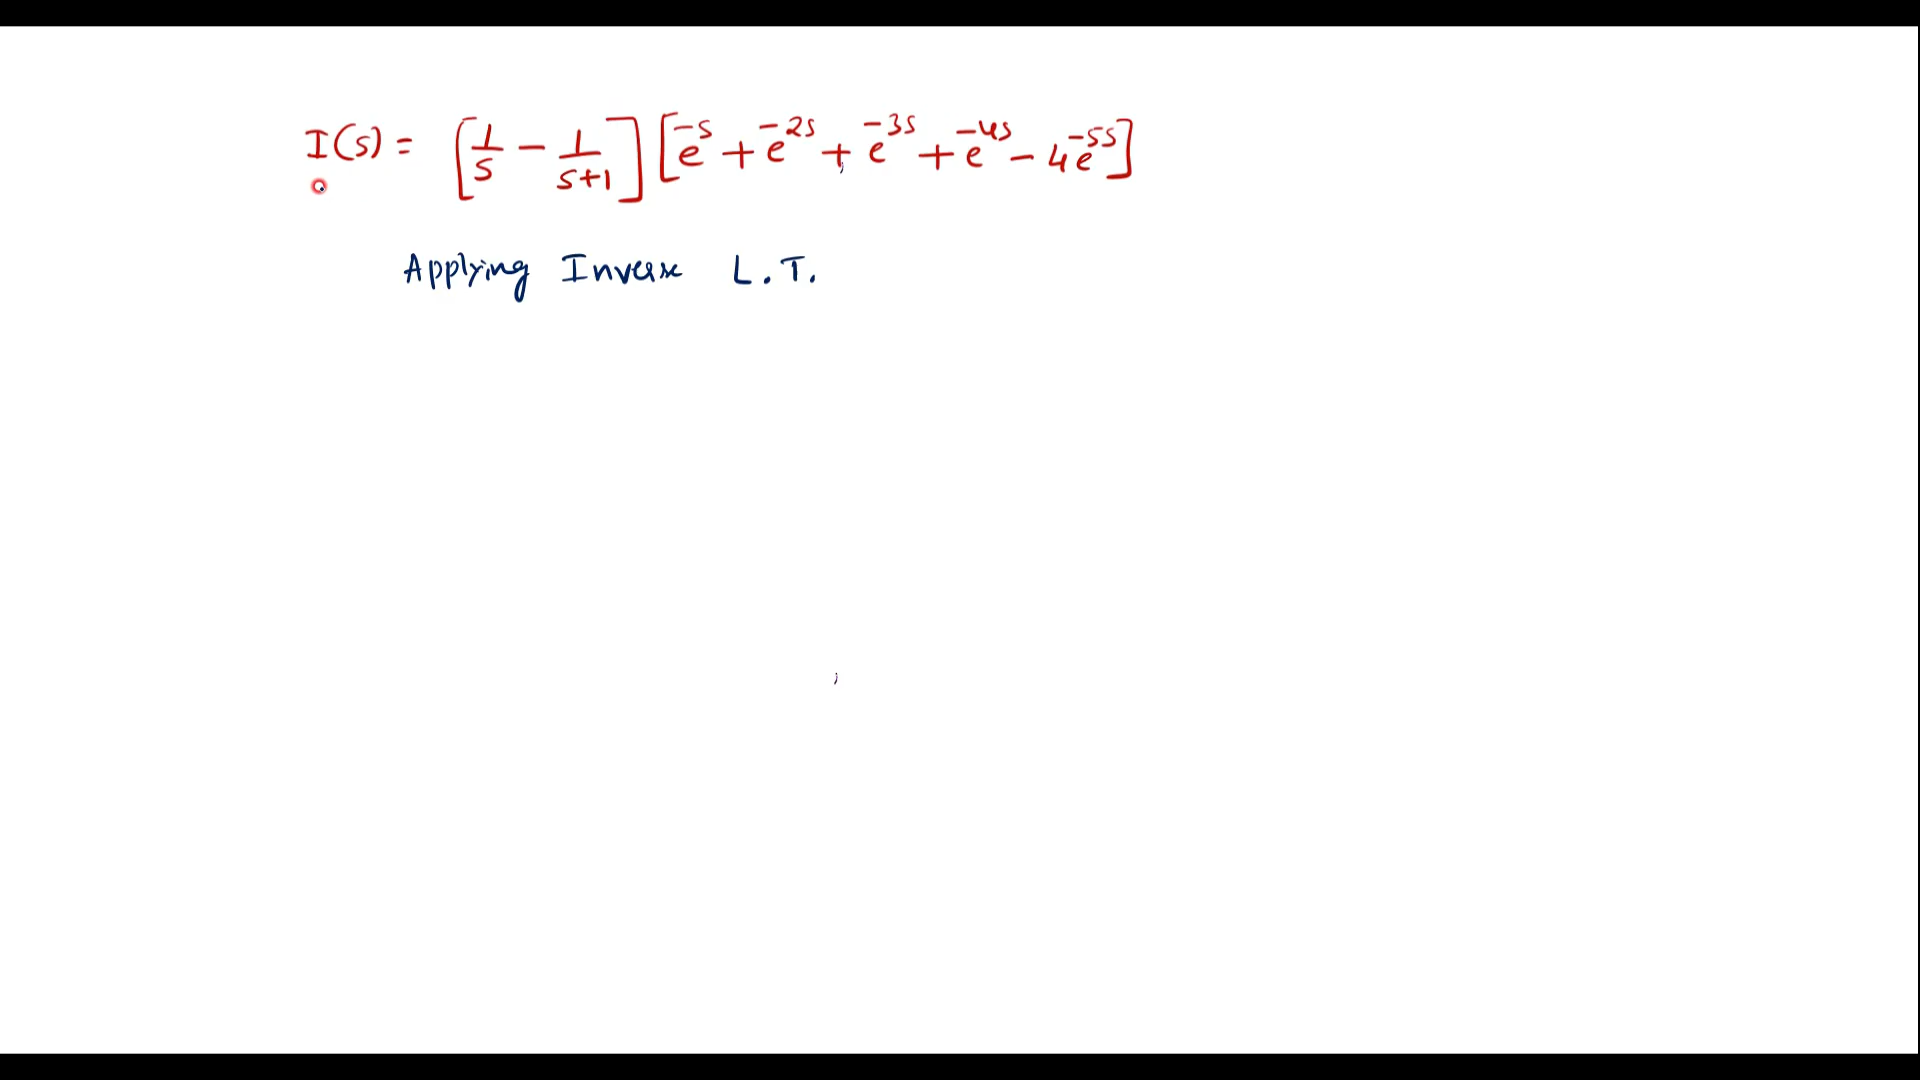 I(s) = [1/s - 1/(s+1)] [e^{-s} + e^{-2s} + e^{-3s} + e^{-4s} - 4e^{-5s}]
Applying Inverse L.T.